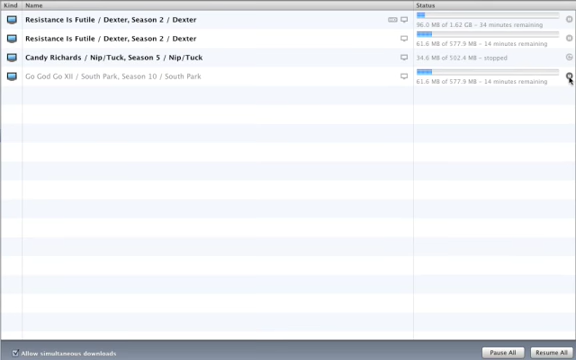 Kind Name Status
Resistance Is Futile / Dexter, Season 2 / Dexter
96.0 MB of 1.62 GB – 34 minutes remaining
Resistance Is Futile / Dexter, Season 2 / Dexter
61.6 MB of 577.9 MB – 14 minutes remaining
Candy Richards / Nip/Tuck, Season 5 / Nip/Tuck
34.6 MB of 502.4 MB – stopped
Go God Go XII / South Park, Season 10 / South Park
61.6 MB of 577.9 MB – 14 minutes remaining
Allow simultaneous downloads
Pause All
Resume All